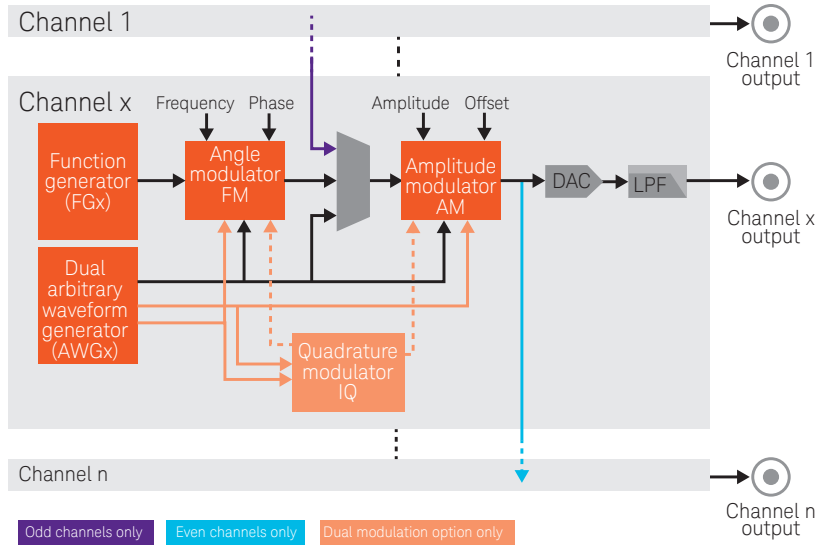 Channel 1
Channel 1
output
Channel x
Frequency
Phase
Amplitude
Offset
Function
generator
(FGx)
Angle
modulator
FM
Amplitude
modulator
AM
DAC
LPF
Channel x
output
Dual
arbitrary
waveform
generator
(AWGx)
Quadrature
modulator
IQ
Channel n
Channel n
output
Odd channels only
Even channels only
Dual modulation option only